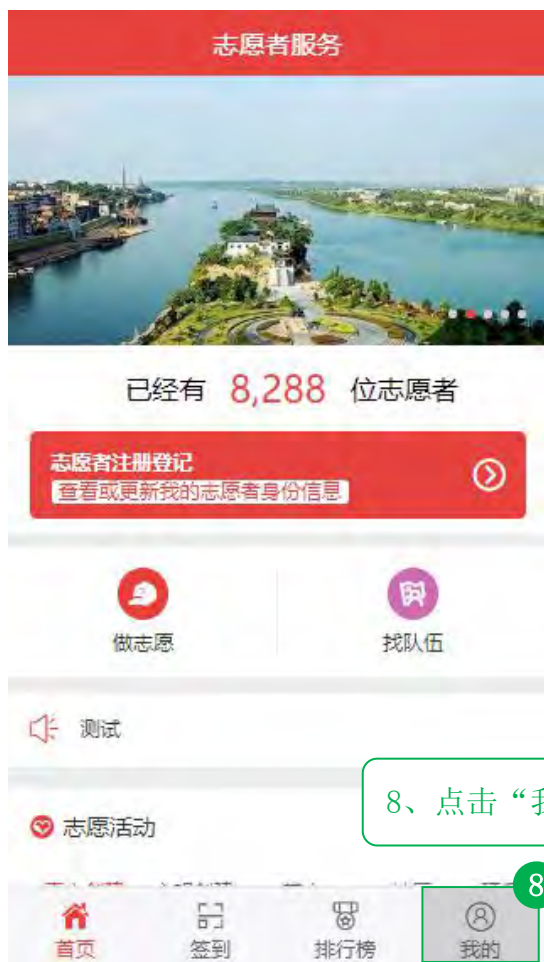 志愿者服务
已经有 8,288 位志愿者
志愿者注册登记
查看或更新我的志愿者身份信息
做志愿
找队伍
测试
8、点击“我
志愿活动
8
首页
签到
排行榜
我的